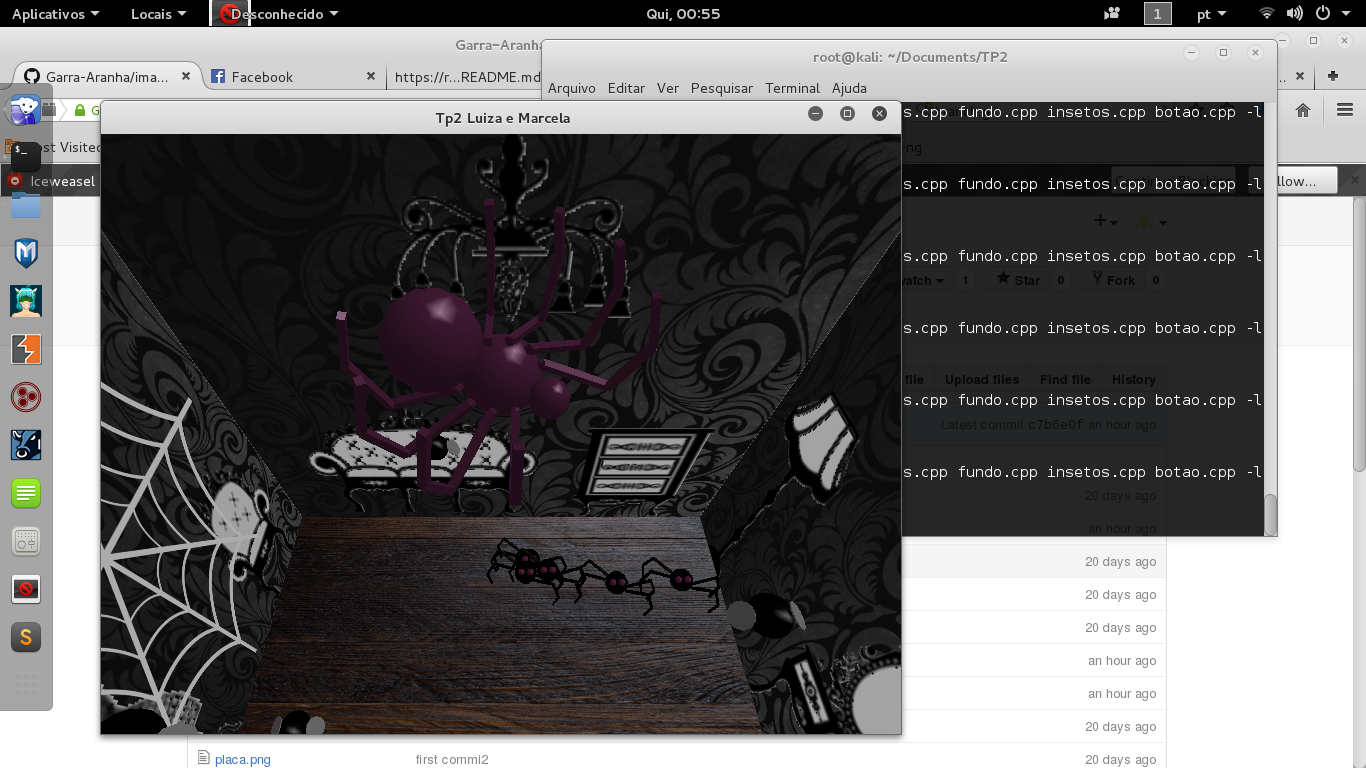 Aplicativos Locais Desconhecido Qui, 00:55 1 pt
Garra-Aranha
root@kali: ~/Documents/TP2
Garra-Aranha/ima... Facebook https://r...README.md
Arquivo Editar Ver Pesquisar Terminal Ajuda
Tp2 Luiza e Marcela
s.cpp fundo.cpp insetos.cpp botao.cpp -l
ost Visited
Iceweasel
llow...
s.cpp fundo.cpp insetos.cpp botao.cpp -l
s.cpp fundo.cpp insetos.cpp botao.cpp -l
atch 1 Star 0 Fork 0
s.cpp fundo.cpp insetos.cpp botao.cpp -l
file Upload files Find file History
s.cpp fundo.cpp insetos.cpp botao.cpp -l
Latest commit c7b6e0f an hour ago
s.cpp fundo.cpp insetos.cpp botao.cpp -l
20 days ago
an hour ago
20 days ago
20 days ago
20 days ago
an hour ago
an hour ago
20 days ago
placa.png first commi2 20 days ago